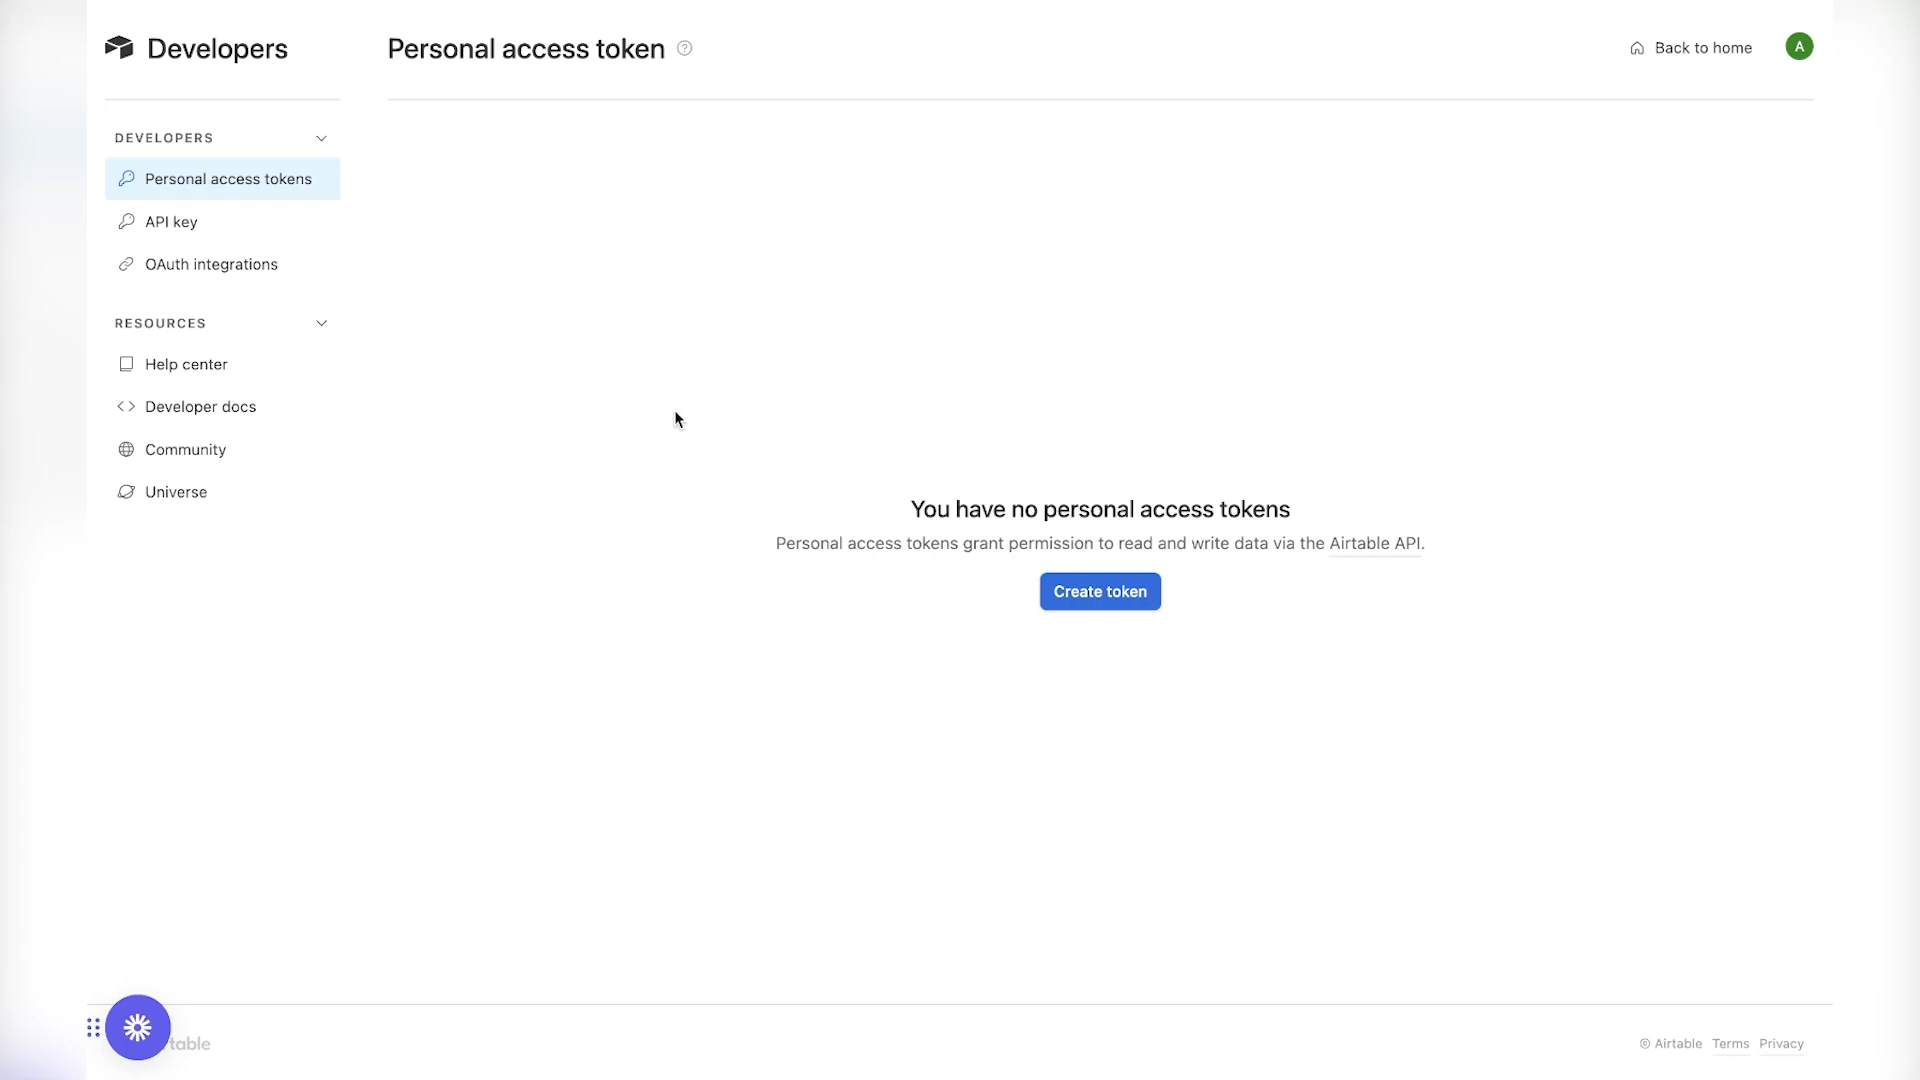 Developers
Personal access token
Back to home
A
DEVELOPERS
Personal access tokens
API key
OAuth integrations
RESOURCES
Help center
Developer docs
Community
Universe
You have no personal access tokens
Personal access tokens grant permission to read and write data via the Airtable API.
Create token
table
© Airtable Terms Privacy